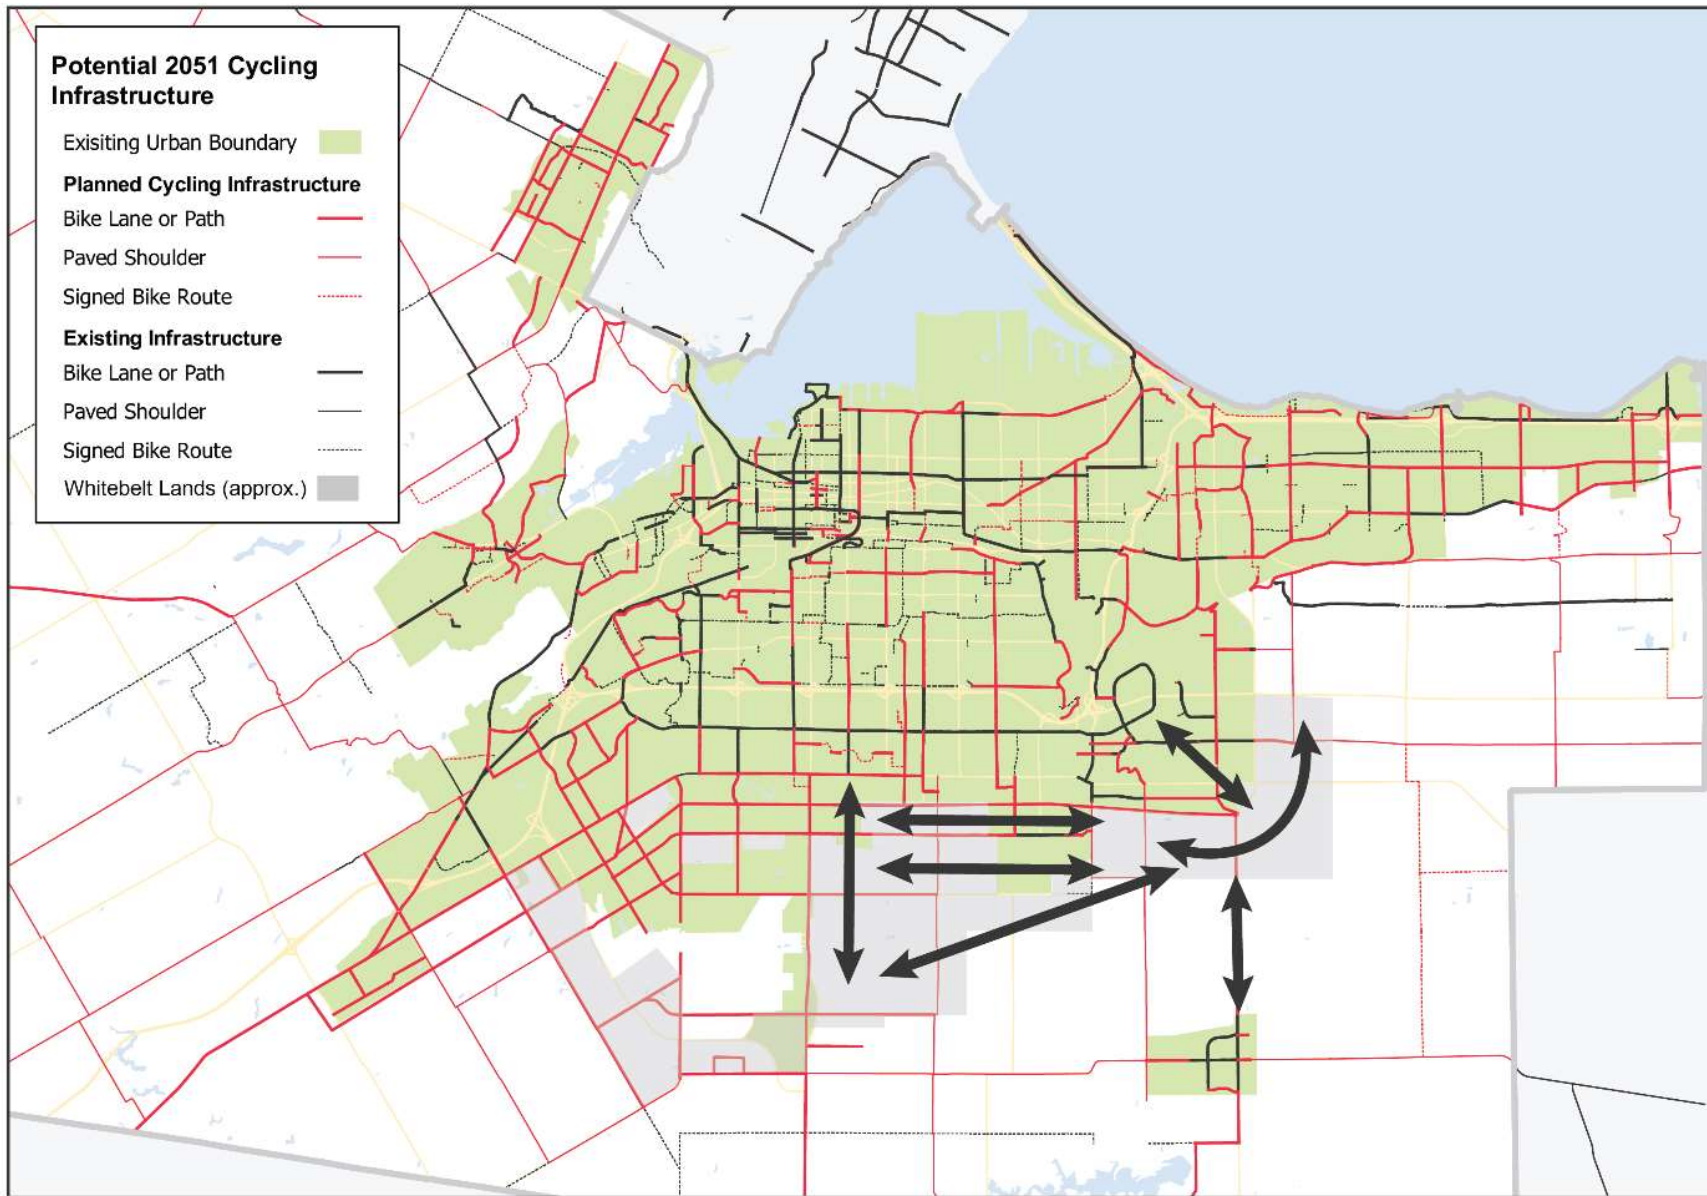 Potential 2051 Cycling
Infrastructure
Exisiting Urban Boundary
Planned Cycling Infrastructure
Bike Lane or Path
Paved Shoulder
Signed Bike Route
Existing Infrastructure
Bike Lane or Path
Paved Shoulder
Signed Bike Route
Whitebelt Lands (approx.)